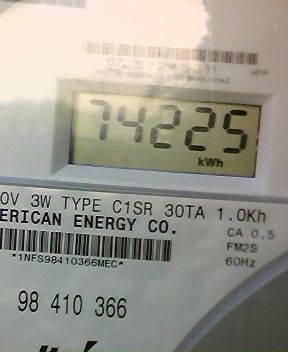 74225
kWh
0V 3W TYPE C1SR 30TA 1.0Kh
ERICAN ENERGY CO.
CA 0.5
FM2S
*1NFS98410366MEC*
60Hz
98 410 366